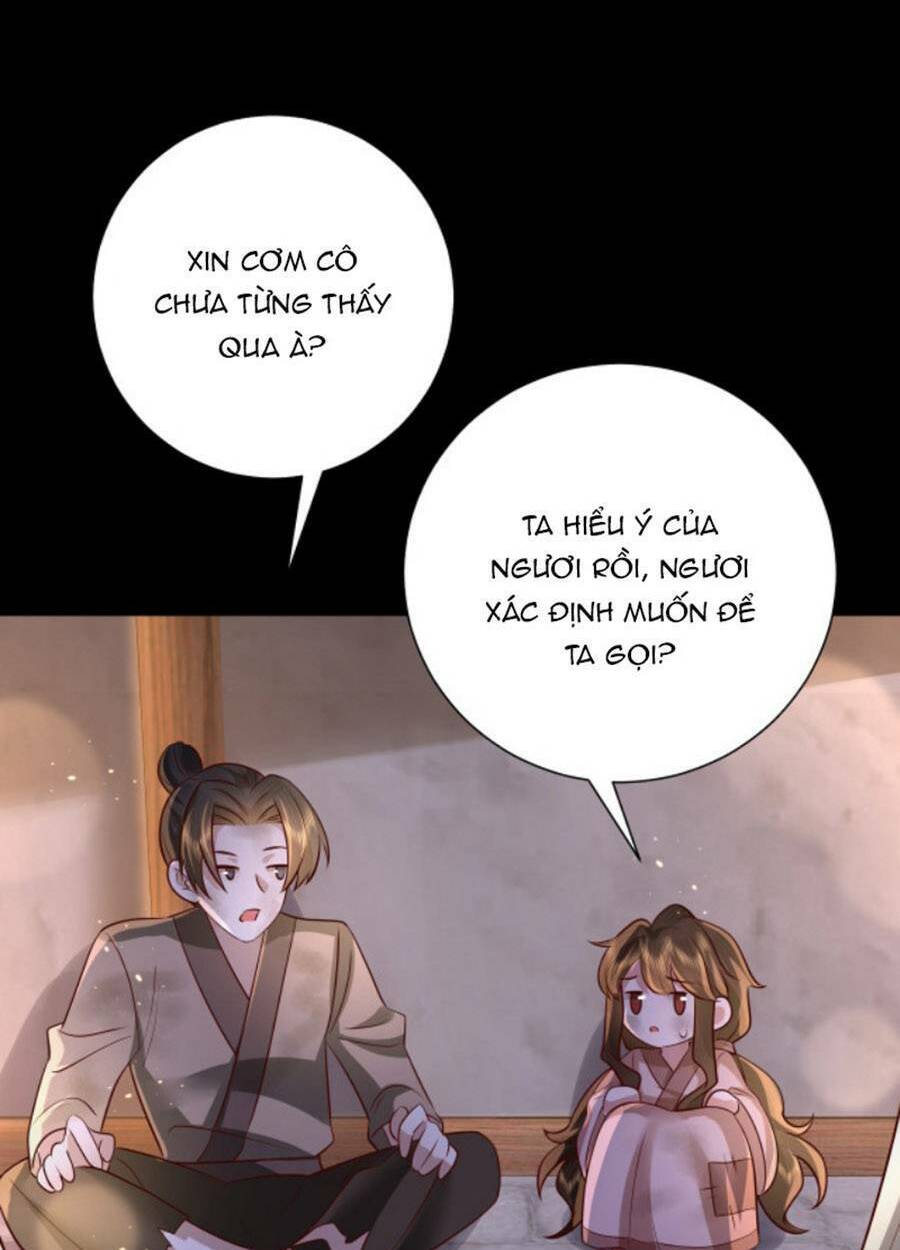 XIN CƠM CÔ
CHƯA TỪNG THẤY
QUA À?
TA HIỂU Ý CỦA
NGƯƠI RỒI, NGƯƠI
XÁC ĐỊNH MUỐN ĐỂ
TA GỌI?